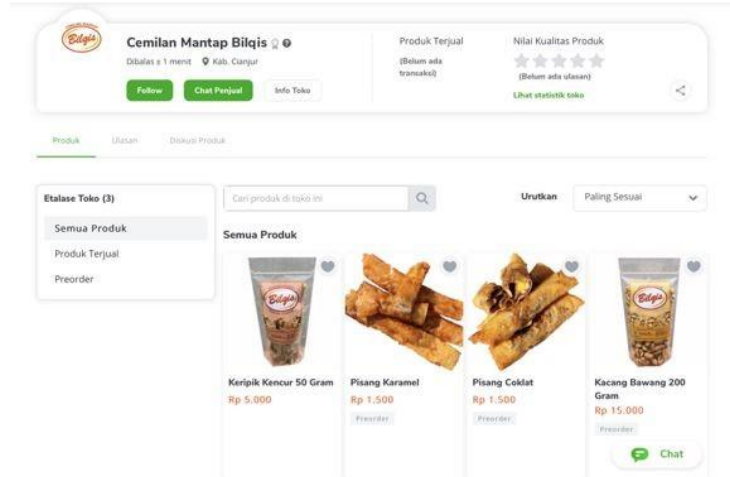 Bilqis
Cemilan Mantap Bilqis
Dibalas ± 1 menit Kab. Cianjur
Follow Chat Penjual Info Toko
Produk Terjual
(Belum ada
transaksi)
Nilai Kualitas Produk
(Belum ada ulasan)
Lihat statistik toko
Produk Ulasan Diskusi Produk
Etalase Toko (3)
Semua Produk
Produk Terjual
Preorder
Cari produk di toko ini
Urutkan Paling Sesuai
Semua Produk
Bilqis
Keripik Kencur 50 Gram
Rp 5.000
Pisang Karamel
Rp 1.500
Preorder
Pisang Coklat
Rp 1.500
Preorder
Bilqis
Kacang Bawang 200
Gram
Rp 15.000
Preorder
Chat